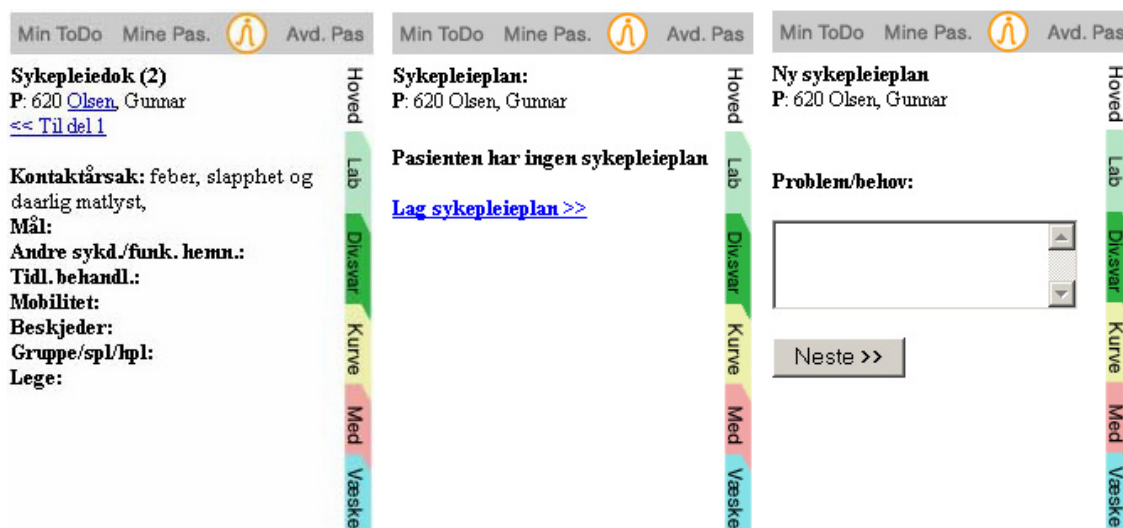 Min ToDo Mine Pas. Avd. Pas
Sykepleiedok (2)
P: 620 Olsen, Gunnar
<< Til del 1
Kontaktårsak: feber, slapphet og
daarlig matlyst,
Mål:
Andre sykd./funk. hemn.:
Tidl. behandl.:
Mobilitet:
Beskjeder:
Gruppe/spl/hpl:
Lege:
Hoved
Lab
Div.svar
Kurve
Med
Væske
Min ToDo Mine Pas. Avd. Pas
Sykepleieplan:
P: 620 Olsen, Gunnar
Pasienten har ingen sykepleieplan
Lag sykepleieplan >>
Hoved
Lab
Div.svar
Kurve
Med
Væske
Min ToDo Mine Pas. Avd. Pas
Ny sykepleieplan
P: 620 Olsen, Gunnar
Problem/behov:
Neste >>
Hoved
Lab
Div.svar
Kurve
Med
Væske